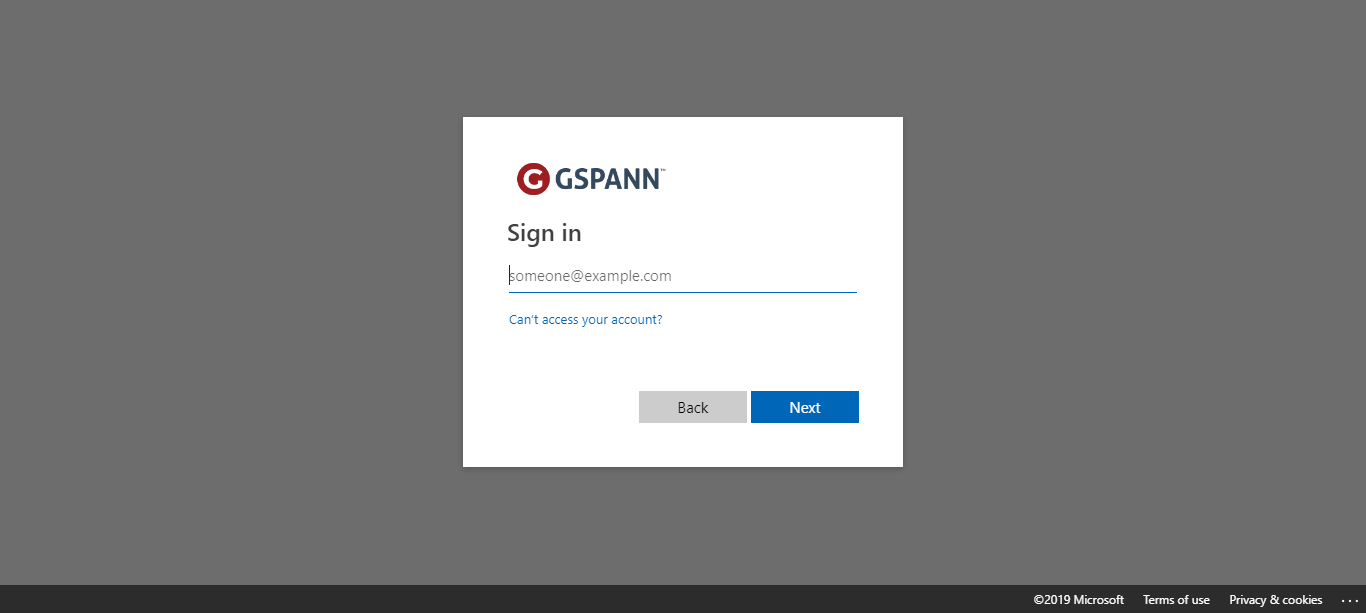 GSPANN™
Sign in
someone@example.com
Can't access your account?
Back Next
©2019 Microsoft Terms of use Privacy & cookies ...